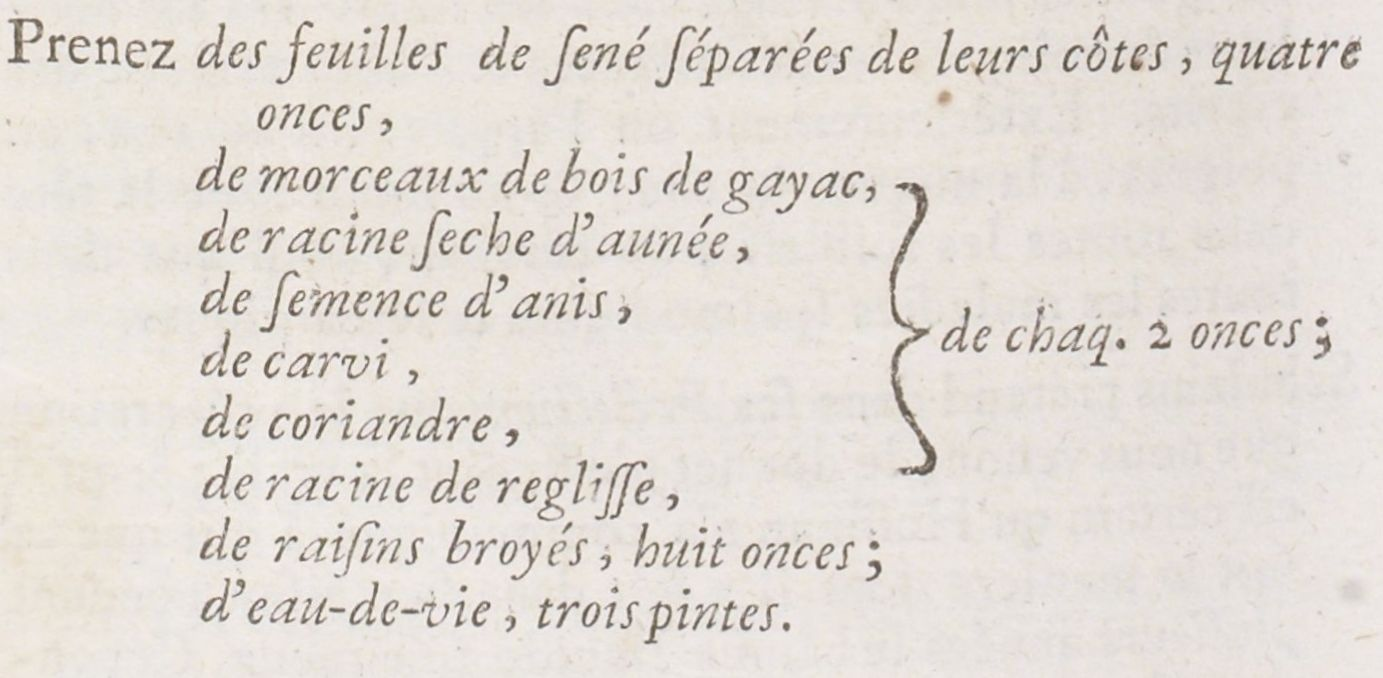 Prenez des feuilles de ſené ſéparées de leurs côtes, quatre
onces,
de morceaux de bois de gayac,
de racine ſeche d'aunée,
de ſemence d'anis,
de carvi,
de chaq. 2 onces;
de coriandre,
de racine de regliſſe,
de raiſins broyés, huit onces;
d'eau-de-vie, trois pintes.